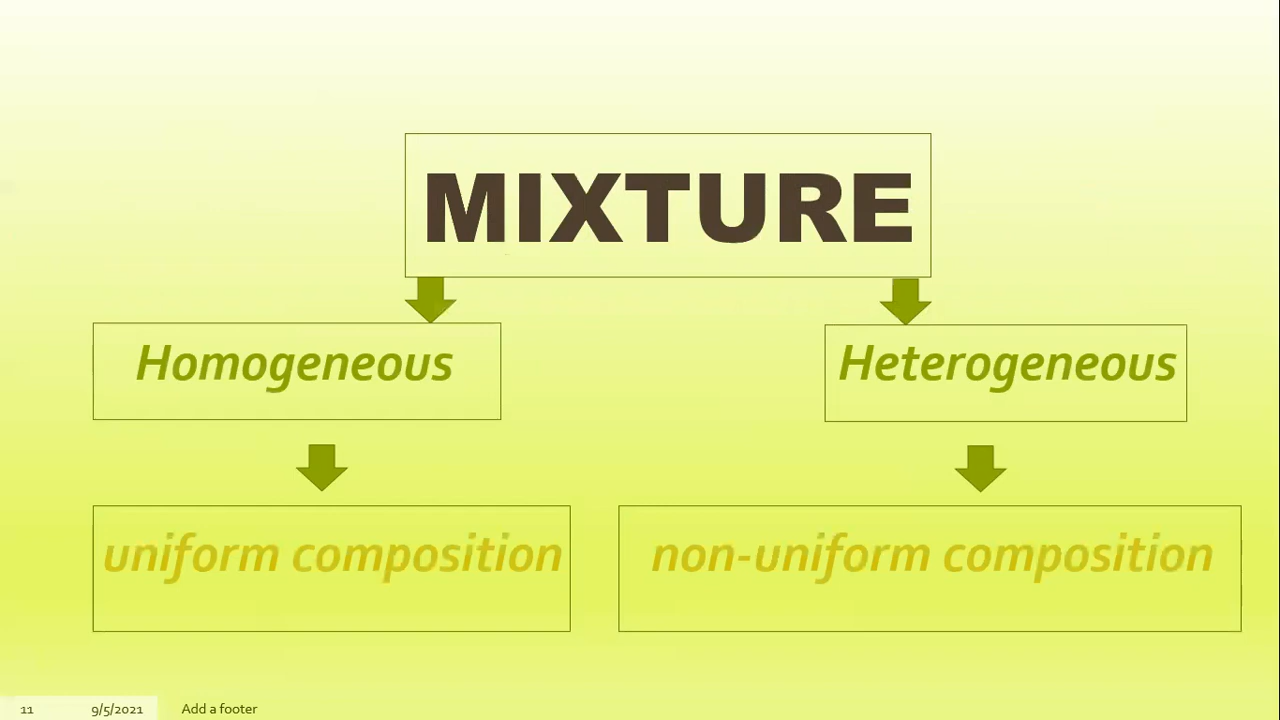 MIXTURE
Homogeneous
Heterogeneous
uniform composition
non-uniform composition
11
9/5/2021
Add a footer